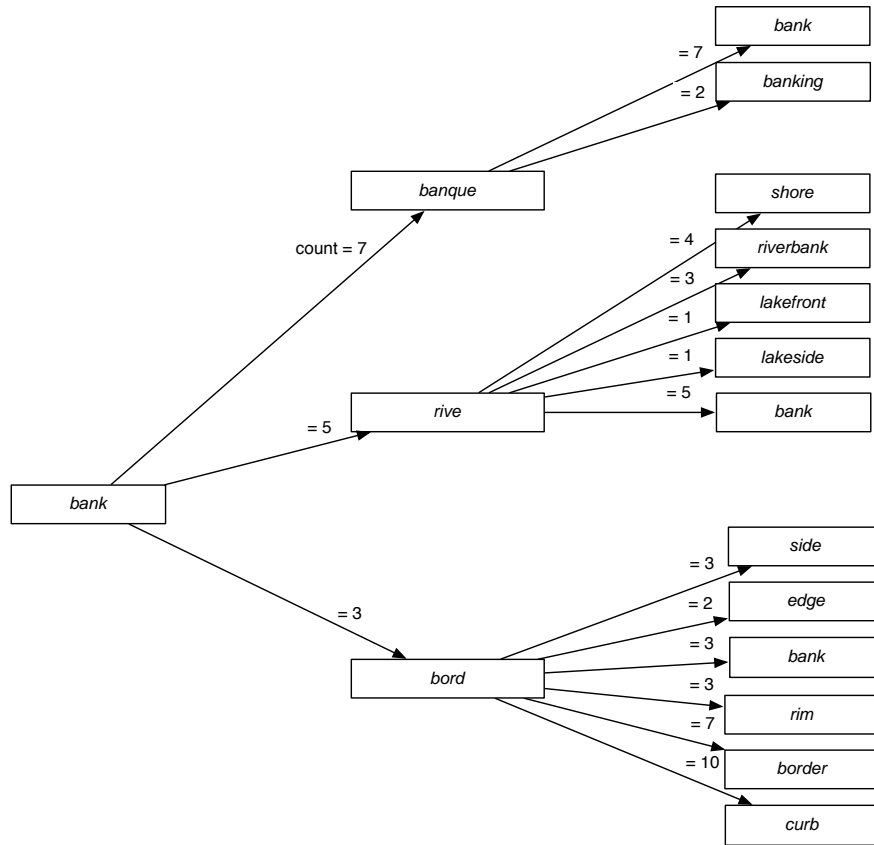 bank
= 7
banking
= 2
banque
shore
count = 7
= 4
riverbank
= 3
lakefront
= 1
lakeside
= 1
= 5
bank
rive
= 5
bank
side
= 3
edge
= 2
= 3
bank
= 3
bord
= 3
rim
= 7
border
= 10
curb